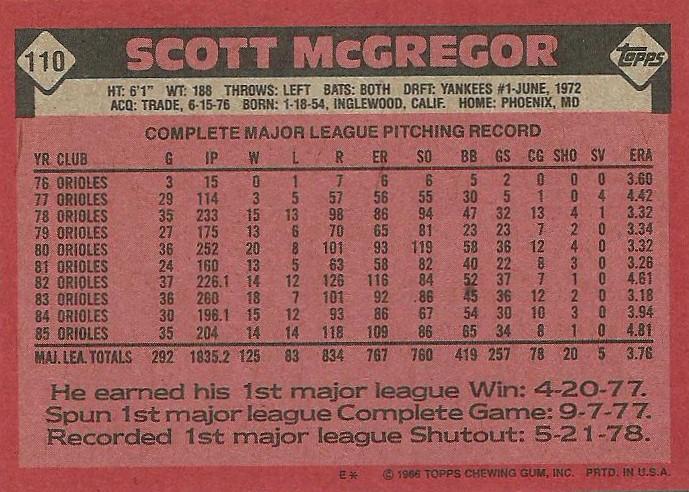 110 SCOTT McGREGOR topps
HT: 6'1" WT: 188 THROWS: LEFT BATS: BOTH DRFT: YANKEES #1-JUNE, 1972
ACQ: TRADE, 6-15-76 BORN: 1-18-54, INGLEWOOD, CALIF. HOME: PHOENIX, MD
COMPLETE MAJOR LEAGUE PITCHING RECORD
YR CLUB G IP W L R ER SO BB GS CG SHO SV ERA
76 ORIOLES 3 15 0 1 7 6 6 5 2 0 0 0 3.60
77 ORIOLES 29 114 3 5 57 56 55 30 5 1 0 4 4.42
78 ORIOLES 35 233 15 13 98 86 94 47 32 13 4 1 3.32
79 ORIOLES 27 175 13 6 70 65 81 23 23 7 2 0 3.34
80 ORIOLES 36 252 20 8 101 93 119 58 36 12 4 0 3.32
81 ORIOLES 24 160 13 5 63 58 82 40 22 8 3 0 3.26
82 ORIOLES 37 226.1 14 12 126 116 84 52 37 7 1 0 4.61
83 ORIOLES 36 260 18 7 101 92 86 45 36 12 2 0 3.18
84 ORIOLES 30 196.1 15 12 93 86 67 54 30 10 3 0 3.94
85 ORIOLES 35 204 14 14 118 109 86 65 34 8 1 0 4.81
MAJ. LEA. TOTALS 292 1835.2 125 83 834 767 760 419 257 78 20 5 3.76
He earned his 1st major league Win: 4-20-77.
Spun 1st major league Complete Game: 9-7-77.
Recorded 1st major league Shutout: 5-21-78.
E* © 1986 TOPPS CHEWING GUM, INC. PRTD. IN U.S.A.